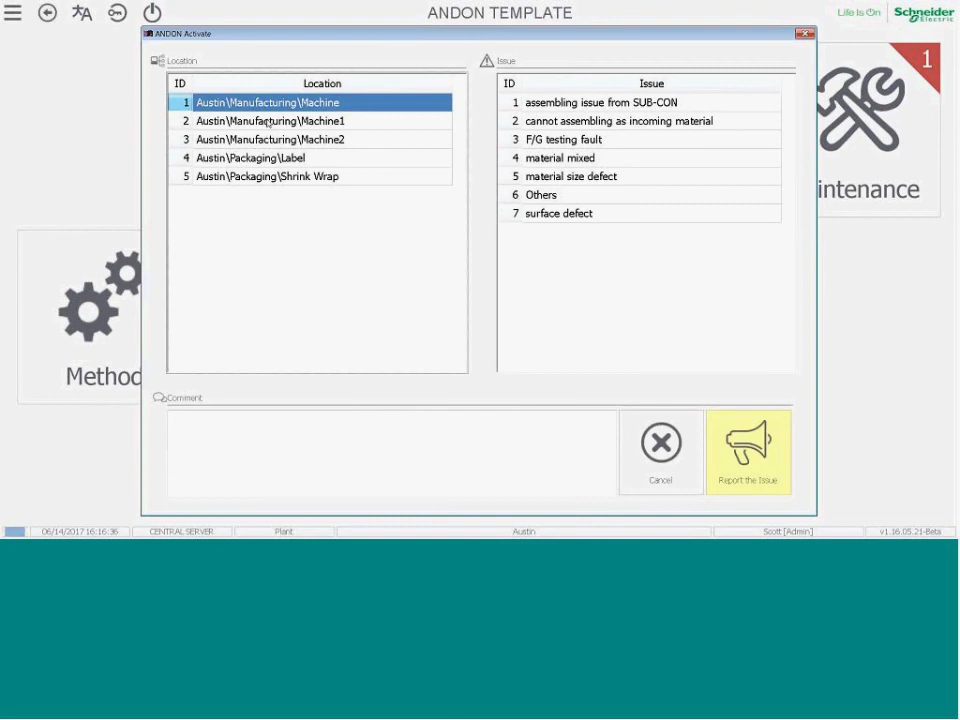 ANDON TEMPLATE
Life Is On | Schneider Electric
ANDON Activate
Location
ID Location
1 Austin\Manufacturing\Machine
2 Austin\Manufacturing\Machine1
3 Austin\Manufacturing\Machine2
4 Austin\Packaging\Label
5 Austin\Packaging\Shrink Wrap
Issue
ID Issue
1 assembling issue from SUB-CON
2 cannot assembling as incoming material
3 F/G testing fault
4 material mixed
5 material size defect
6 Others
7 surface defect
1
intenance
Method
Comment
Cancel
Report the Issue
06/14/2017 16:16:36 CENTRAL SERVER Plant Austin Scott [Admin] v1.16.05.21-Beta